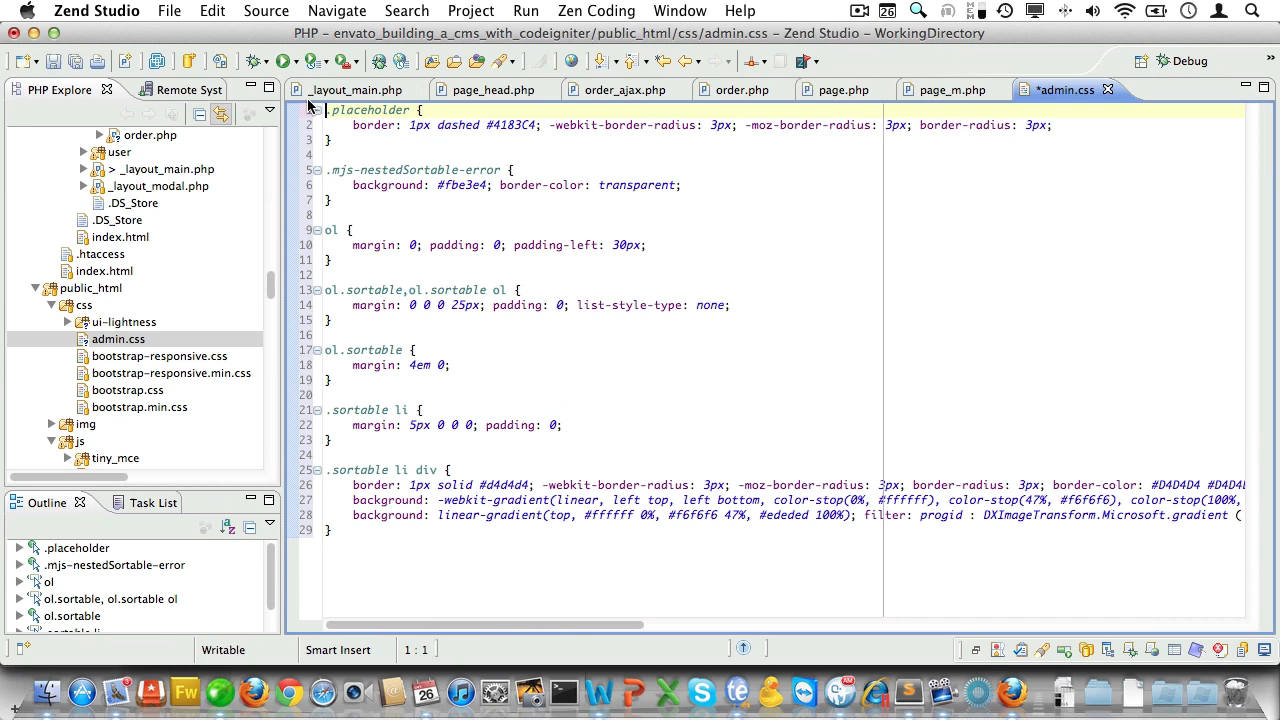 Zend Studio File Edit Source Navigate Search Project Run Zen Coding Window Help
PHP - envato_building_a_cms_with_codeigniter/public_html/css/admin.css - Zend Studio - WorkingDirectory
Debug
PHP Explore
Remote Syst
_layout_main.php
page_head.php
order_ajax.php
order.php
page.php
page_m.php
*admin.css
order.php
user
> _layout_main.php
_layout_modal.php
.DS_Store
.DS_Store
index.html
.htaccess
index.html
public_html
css
ui-lightness
admin.css
bootstrap-responsive.css
bootstrap-responsive.min.css
bootstrap.css
bootstrap.min.css
img
js
tiny_mce
.placeholder {
2 border: 1px dashed #4183C4; -webkit-border-radius: 3px; -moz-border-radius: 3px; border-radius: 3px;
3 }
4
5 .mjs-nestedSortable-error {
6 background: #fbe3e4; border-color: transparent;
7 }
8
9 ol {
10 margin: 0; padding: 0; padding-left: 30px;
11 }
12
13 ol.sortable,ol.sortable ol {
14 margin: 0 0 0 25px; padding: 0; list-style-type: none;
15 }
16
17 ol.sortable {
18 margin: 4em 0;
19 }
20
21 .sortable li {
22 margin: 5px 0 0 0; padding: 0;
23 }
24
25 .sortable li div {
26 border: 1px solid #d4d4d4; -webkit-border-radius: 3px; -moz-border-radius: 3px; border-radius: 3px; border-color: #D4D4D4 #D4D4
27 background: -webkit-gradient(linear, left top, left bottom, color-stop(0%, #ffffff), color-stop(47%, #f6f6f6), color-stop(100%,
28 background: linear-gradient(top, #ffffff 0%, #f6f6f6 47%, #ededed 100%); filter: progid : DXImageTransform.Microsoft.gradient (
29 }
Outline
Task List
.placeholder
.mjs-nestedSortable-error
ol
ol.sortable, ol.sortable ol
ol.sortable
Writable
Smart Insert
1 : 1